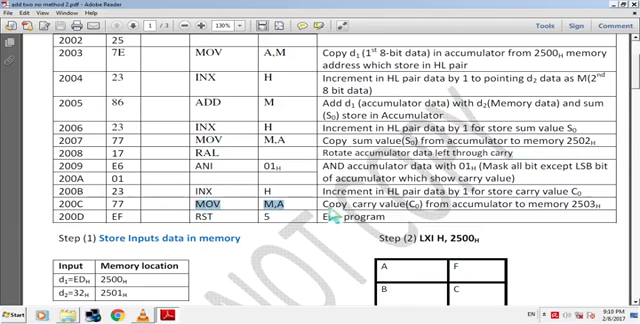 add two no method 2.pdf - Adobe Reader
File Edit View Window Help
1 / 3 130% Tools Sign Comment
2002 25
2003 7E MOV A,M Copy d1 (1st 8-bit data) in accumulator from 2500H memory
address which store in HL pair
2004 23 INX H Increment in HL pair data by 1 to pointing d2 data as M(2nd
8 bit data)
2005 86 ADD M Add d1 (accumulator data) with d2(Memory data) and sum
(S0) store in Accumulator
2006 23 INX H Increment in HL pair data by 1 for store sum value S0
2007 77 MOV M,A Copy sum value(S0) from accumulator to memory 2502H
2008 17 RAL Rotate accumulator data left through carry
2009 E6 ANI 01H AND accumulator data with 01H (Mask all bit except LSB bit
200A 01 of accumulator which show carry value)
200B 23 INX H Increment in HL pair data by 1 for store carry value C0
200C 77 MOV M,A Copy carry value(C0) from accumulator to memory 2503H
200D EF RST 5 program
Step (1) Store Inputs data in memory Step (2) LXI H, 2500H
Input Memory location
d1=EDH 2500H
d2=32H 2501H
A F
B C
NOT COPY
Start EN 9:10 PM
2/8/2017